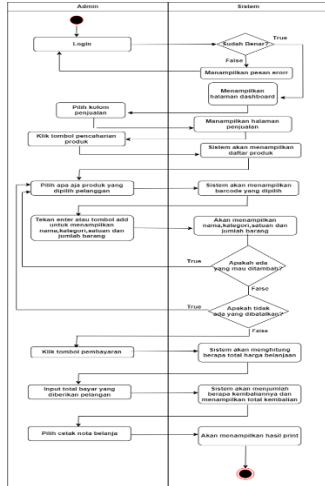 Admin
Sistem
Login
Sudah Benar?
True
False
Manampilkan pesan erorr
Menampilkan
halaman dashboard
Pilih kulom
penjualan
Manampilkan halaman
penjualan
Klik tombol pencaharian
produk
Sistem akan menampilkan
daftar produk
Pilih apa aja produk yang
dipilih pelanggan
Sistem akan menampilkan
barcode yang dipilih
Tekan enter atau tombol add
untuk menampilkan
nama,kategori,satuan dan
jumlah barang
Akan menampilkan
nama,kategori,satuan dan
jumlah barang
True
Apakah ada
yang mau ditambah?
False
True
Apakah tidak
ada yang dibatalkan?
False
Klik tombol pembayaran
Sistem akan menghitung
berapa total harga belanjaan
Input total bayar yang
diberikan pelangan
Sistem akan menjumlah
berapa kembaliannya dan
menampilkan total kembalian
Pilih cetak nota belanja
Akan menampilkan hasil print